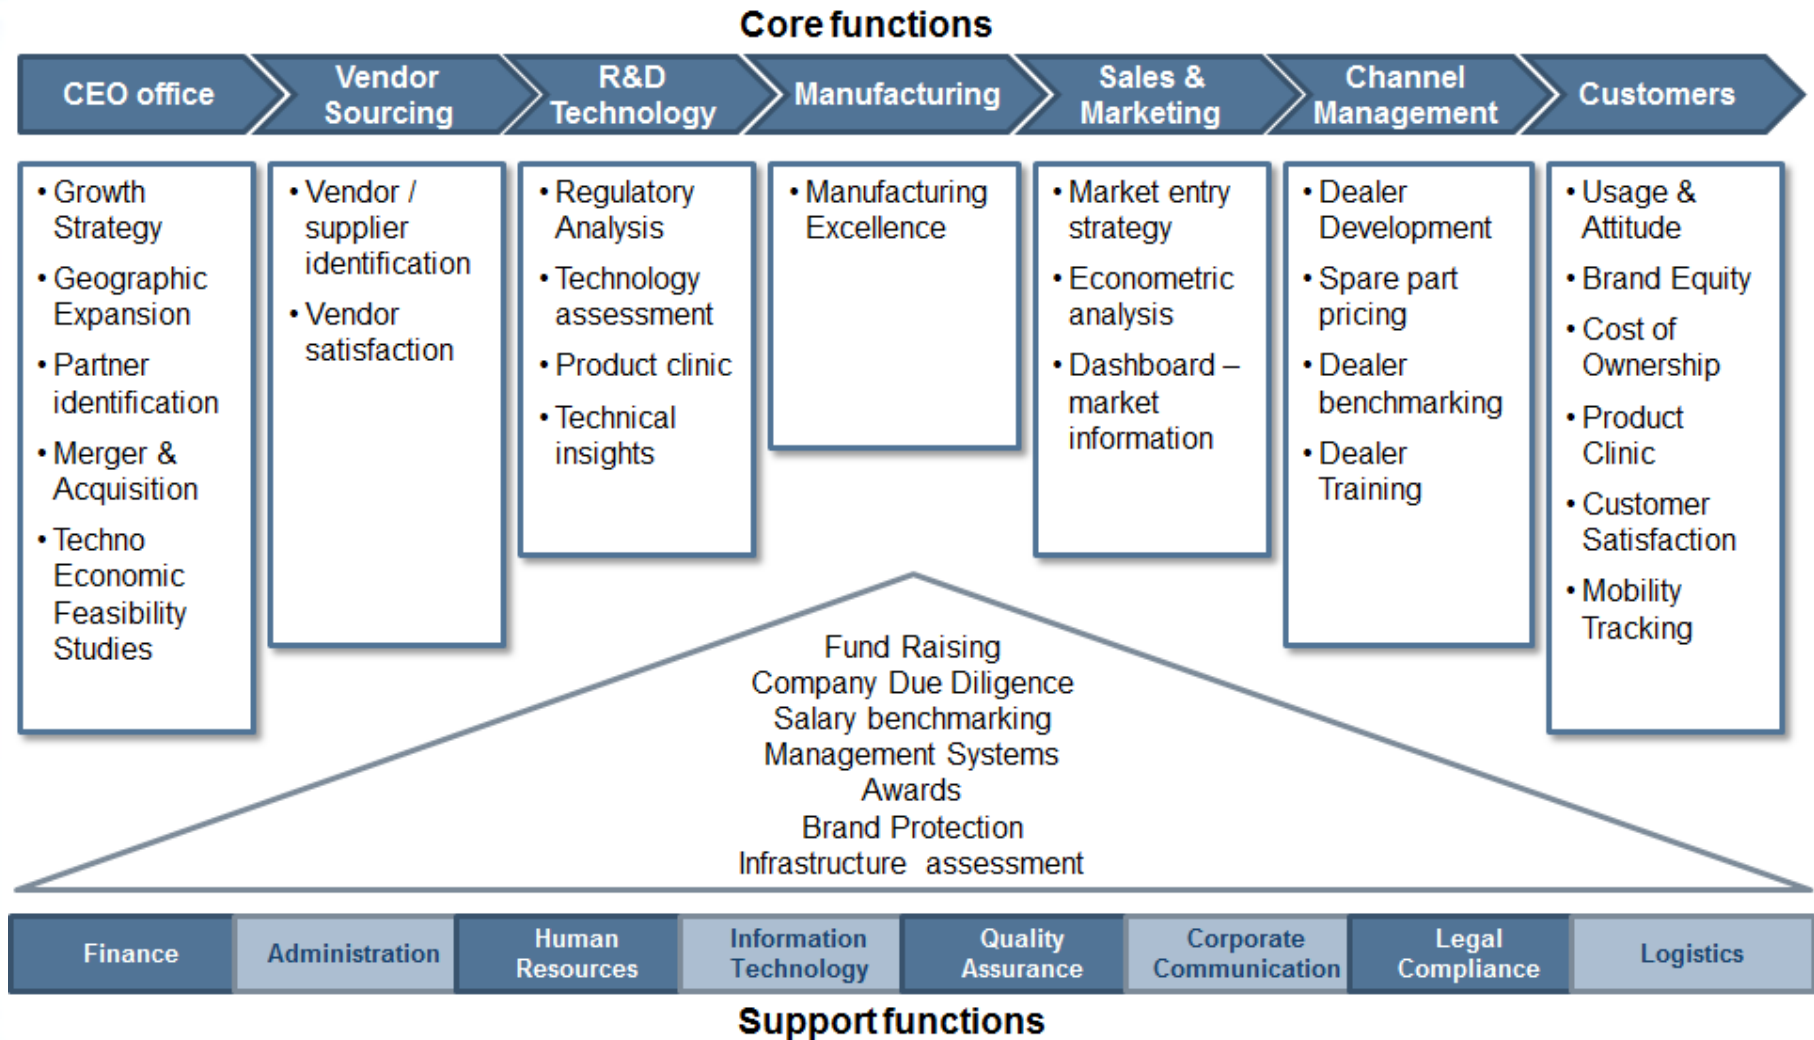 Core functions
CEO office
Vendor
Sourcing
R&D
Technology
Manufacturing
Sales &
Marketing
Channel
Management
Customers
• Growth
Strategy
• Geographic
Expansion
• Partner
identification
• Merger &
Acquisition
• Techno
Economic
Feasibility
Studies
• Vendor /
supplier
identification
• Vendor
satisfaction
• Regulatory
Analysis
• Technology
assessment
• Product clinic
• Technical
insights
• Manufacturing
Excellence
• Market entry
strategy
• Econometric
analysis
• Dashboard –
market
information
• Dealer
Development
• Spare part
pricing
• Dealer
benchmarking
• Dealer
Training
• Usage &
Attitude
• Brand Equity
• Cost of
Ownership
• Product
Clinic
• Customer
Satisfaction
• Mobility
Tracking
Fund Raising
Company Due Diligence
Salary benchmarking
Management Systems
Awards
Brand Protection
Infrastructure assessment
Finance
Administration
Human
Resources
Information
Technology
Quality
Assurance
Corporate
Communication
Legal
Compliance
Logistics
Support functions